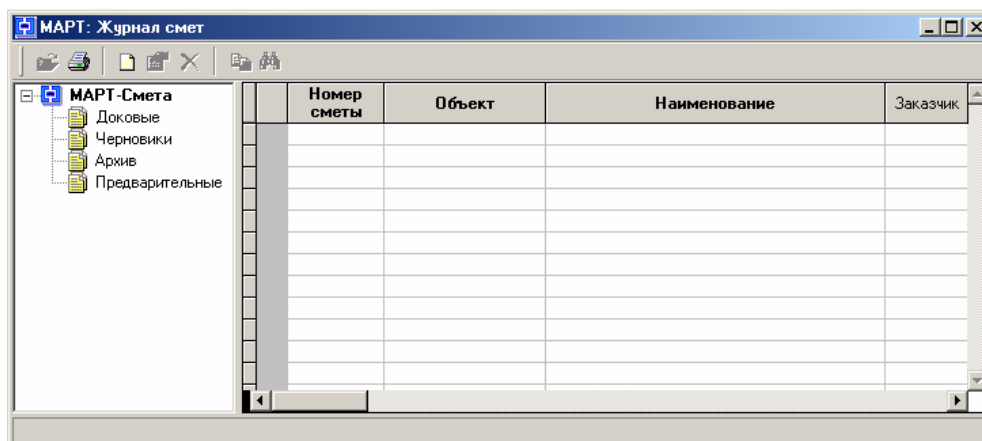 МАРТ: Журнал смет
МАРТ-Смета
Доковые
Черновики
Архив
Предварительные
Номер
сметы
Объект
Наименование
Заказчик